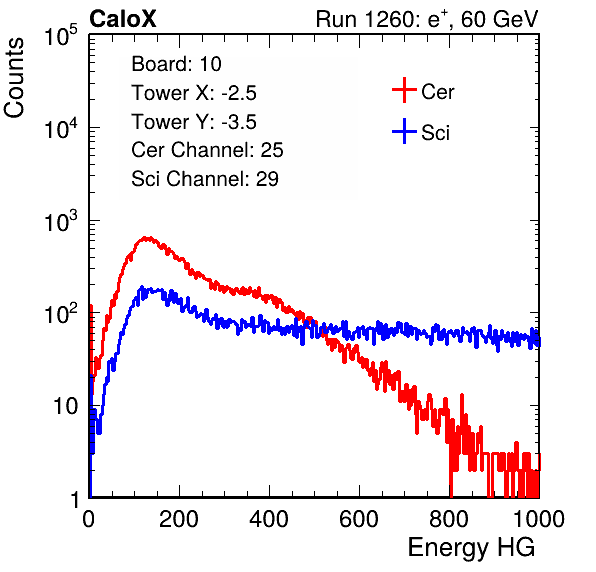 CaloX Run 1260: e⁺, 60 GeV
Counts
Board: 10
Tower X: -2.5
Tower Y: -3.5
Cer Channel: 25
Sci Channel: 29
Cer
Sci
10⁵
10⁴
10³
10²
10
1
0 200 400 600 800 1000
Energy HG